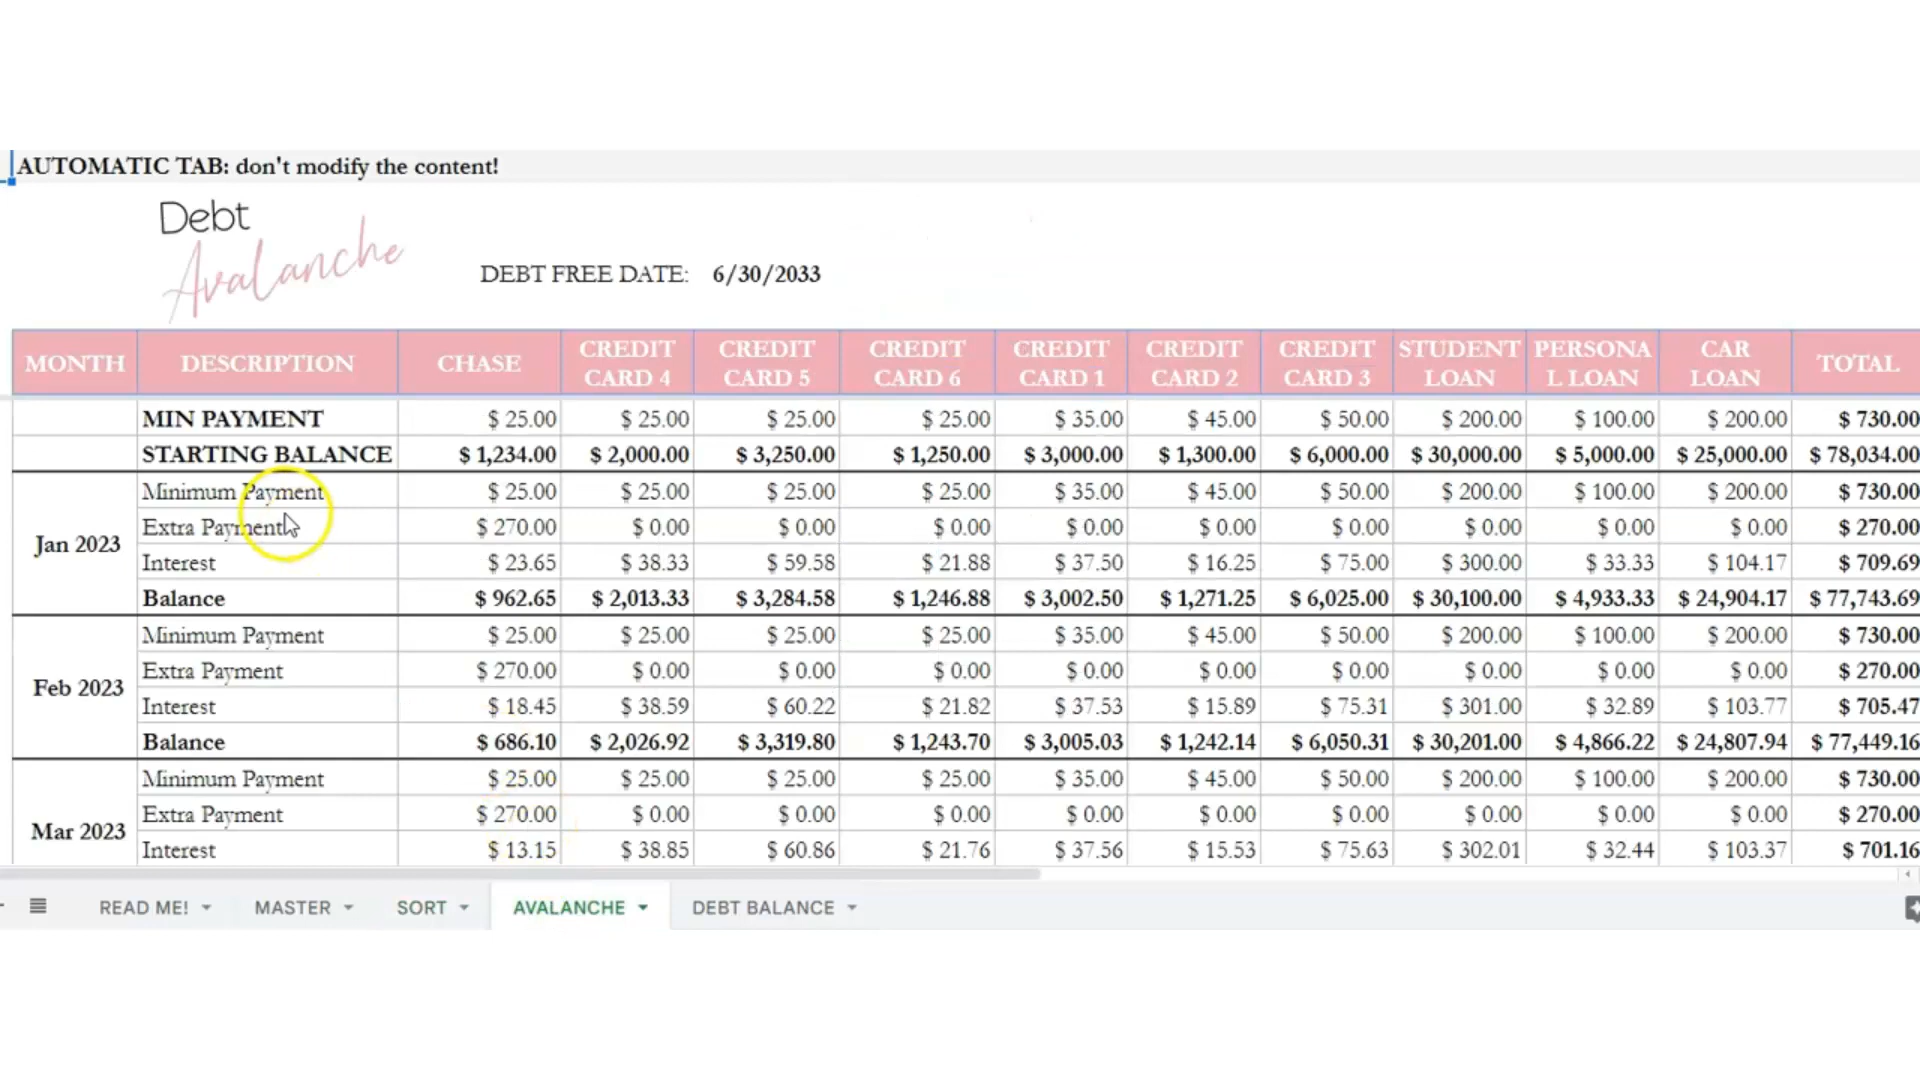 AUTOMATIC TAB: don't modify the content!
Debt
Avalanche
DEBT FREE DATE: 6/30/2033
MONTH DESCRIPTION CHASE CREDIT CARD 4 CREDIT CARD 5 CREDIT CARD 6 CREDIT CARD 1 CREDIT CARD 2 CREDIT CARD 3 STUDENT LOAN PERSONA L LOAN CAR LOAN TOTAL
MIN PAYMENT $ 25.00 $ 25.00 $ 25.00 $ 25.00 $ 35.00 $ 45.00 $ 50.00 $ 200.00 $ 100.00 $ 200.00 $ 730.00
STARTING BALANCE $ 1,234.00 $ 2,000.00 $ 3,250.00 $ 1,250.00 $ 3,000.00 $ 1,300.00 $ 6,000.00 $ 30,000.00 $ 5,000.00 $ 25,000.00 $ 78,034.00
Jan 2023
Minimum Payment $ 25.00 $ 25.00 $ 25.00 $ 25.00 $ 35.00 $ 45.00 $ 50.00 $ 200.00 $ 100.00 $ 200.00 $ 730.00
Extra Payment $ 270.00 $ 0.00 $ 0.00 $ 0.00 $ 0.00 $ 0.00 $ 0.00 $ 0.00 $ 0.00 $ 0.00 $ 270.00
Interest $ 23.65 $ 38.33 $ 59.58 $ 21.88 $ 37.50 $ 16.25 $ 75.00 $ 300.00 $ 33.33 $ 104.17 $ 709.69
Balance $ 962.65 $ 2,013.33 $ 3,284.58 $ 1,246.88 $ 3,002.50 $ 1,271.25 $ 6,025.00 $ 30,100.00 $ 4,933.33 $ 24,904.17 $ 77,743.69
Feb 2023
Minimum Payment $ 25.00 $ 25.00 $ 25.00 $ 25.00 $ 35.00 $ 45.00 $ 50.00 $ 200.00 $ 100.00 $ 200.00 $ 730.00
Extra Payment $ 270.00 $ 0.00 $ 0.00 $ 0.00 $ 0.00 $ 0.00 $ 0.00 $ 0.00 $ 0.00 $ 0.00 $ 270.00
Interest $ 18.45 $ 38.59 $ 60.22 $ 21.82 $ 37.53 $ 15.89 $ 75.31 $ 301.00 $ 32.89 $ 103.77 $ 705.47
Balance $ 686.10 $ 2,026.92 $ 3,319.80 $ 1,243.70 $ 3,005.03 $ 1,242.14 $ 6,050.31 $ 30,201.00 $ 4,866.22 $ 24,807.94 $ 77,449.16
Mar 2023
Minimum Payment $ 25.00 $ 25.00 $ 25.00 $ 25.00 $ 35.00 $ 45.00 $ 50.00 $ 200.00 $ 100.00 $ 200.00 $ 730.00
Extra Payment $ 270.00 $ 0.00 $ 0.00 $ 0.00 $ 0.00 $ 0.00 $ 0.00 $ 0.00 $ 0.00 $ 0.00 $ 270.00
Interest $ 13.15 $ 38.85 $ 60.86 $ 21.76 $ 37.56 $ 15.53 $ 75.63 $ 302.01 $ 32.44 $ 103.37 $ 701.16
READ ME! MASTER SORT AVALANCHE DEBT BALANCE